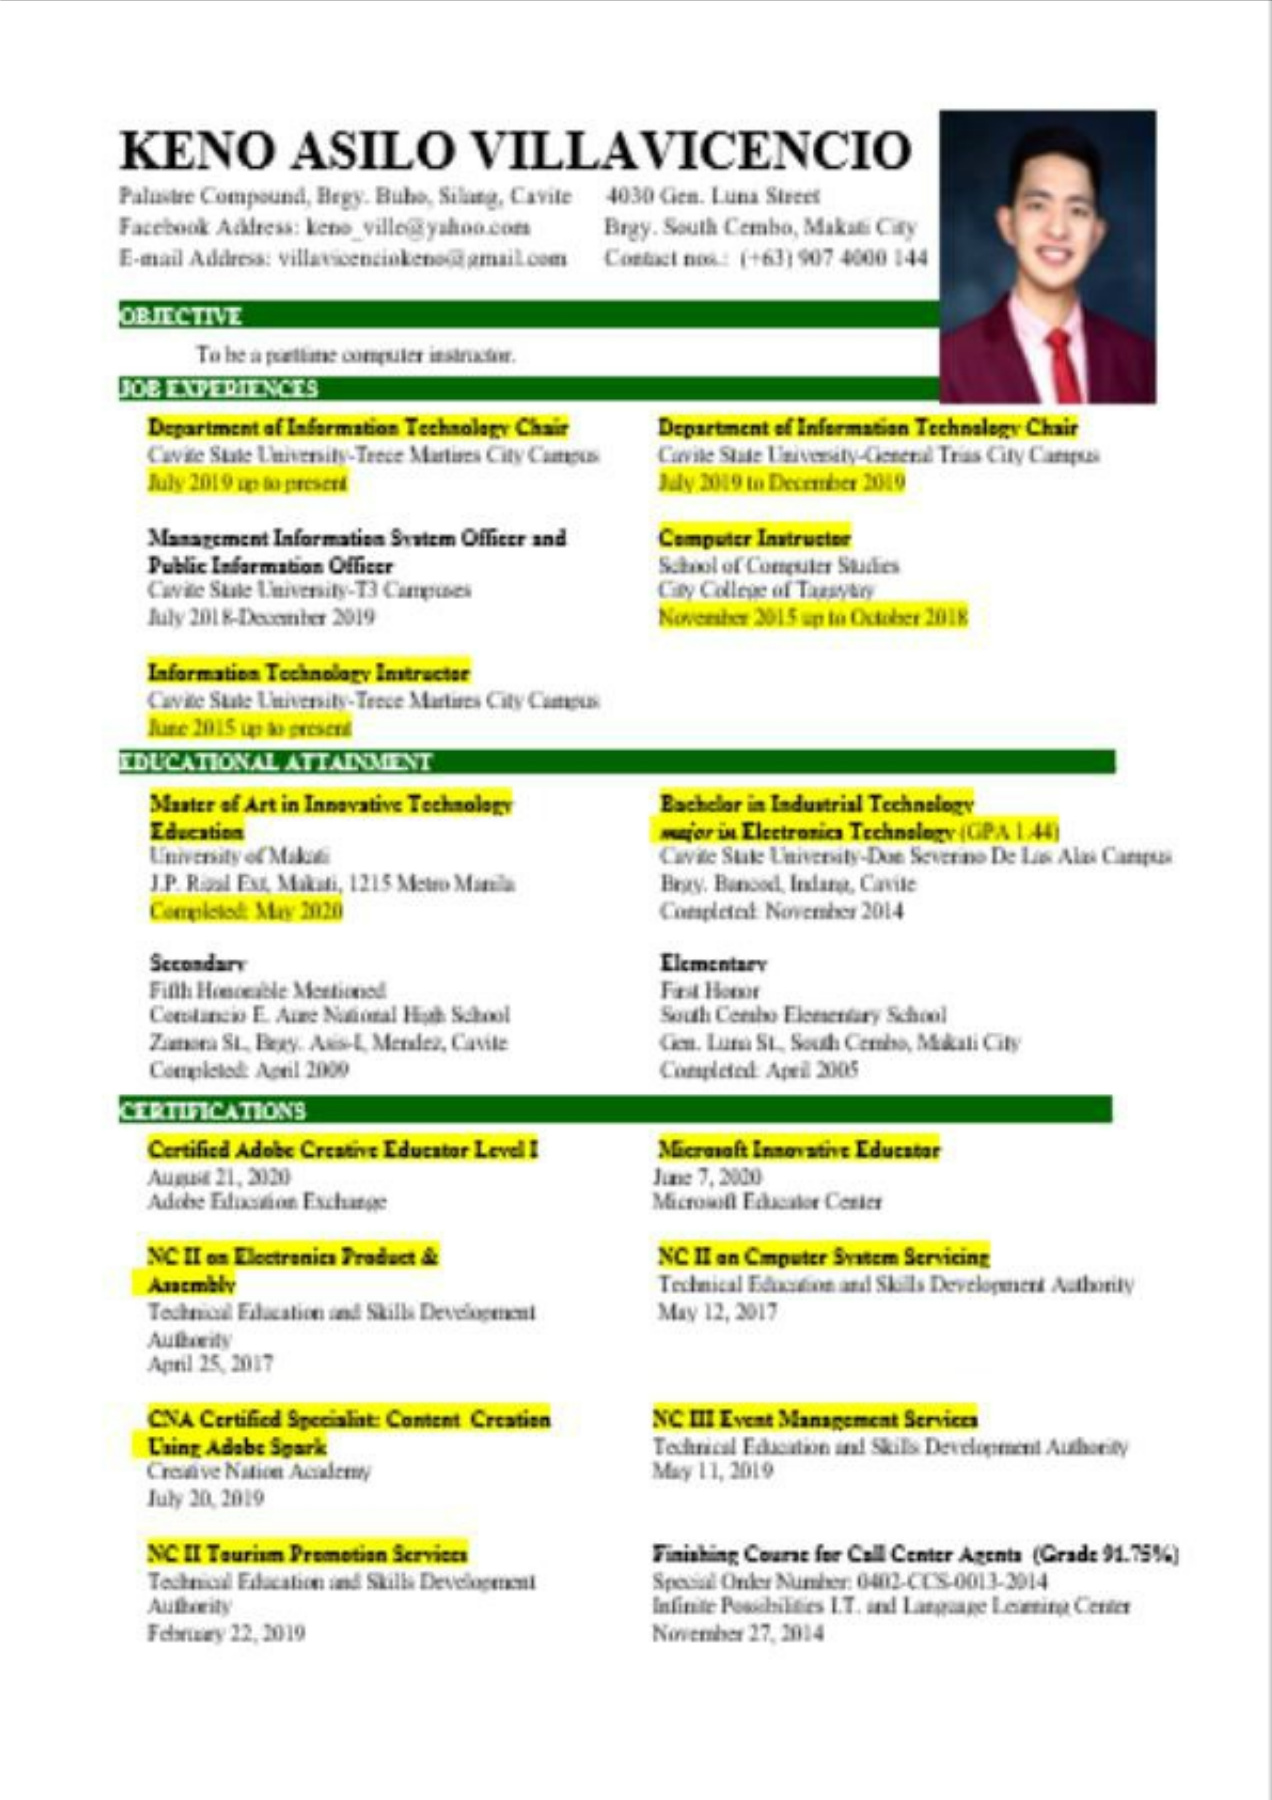 KENO ASILO VILLAVICENCIO
Palustre Compound, Brgy. Buho, Silang, Cavite
4030 Gen. Luna Street
Facebook Address: keno_ville@yahoo.com
Brgy. South Cembo, Makati City
E-mail Address: villavicenciokeno@gmail.com
Contact nos.: (+63) 907 4000 144
OBJECTIVE
To be a parttime computer instructor.
JOB EXPERIENCES
Department of Information Technology Chair
Cavite State University-Trece Martires City Campus
July 2019 up to present
Department of Information Technology Chair
Cavite State University-General Trias City Campus
July 2019 to December 2019
Management Information System Officer and
Public Information Officer
Cavite State University-T3 Campuses
July 2018-December 2019
Computer Instructor
School of Computer Studies
City College of Tagaytay
November 2015 up to October 2018
Information Technology Instructor
Cavite State University-Trece Martires City Campus
June 2015 up to present
EDUCATIONAL ATTAINMENT
Master of Art in Innovative Technology
Education
University of Makati
J.P. Rizal Ext, Makati, 1215 Metro Manila
Completed: May 2020
Bachelor in Industrial Technology
major in Electronics Technology (GPA 1.44)
Cavite State University-Don Severino De Las Alas Campus
Brgy. Bancod, Indang, Cavite
Completed: November 2014
Secondary
Fifth Honorable Mentioned
Constancio E. Aure National High School
Zamora St., Brgy. Asis-I, Mendez, Cavite
Completed: April 2009
Elementary
First Honor
South Cembo Elementary School
Gen. Luna St., South Cembo, Makati City
Completed: April 2005
CERTIFICATIONS
Certified Adobe Creative Educator Level I
August 21, 2020
Adobe Education Exchange
Microsoft Innovative Educator
June 7, 2020
Microsoft Educator Center
NC II on Electronics Product &
Assembly
Technical Education and Skills Development
Authority
April 25, 2017
NC II on Cmputer System Servicing
Technical Education and Skills Development Authority
May 12, 2017
CNA Certified Specialist: Content Creation
Using Adobe Spark
Creative Nation Academy
July 20, 2019
NC III Event Management Services
Technical Education and Skills Development Authority
May 11, 2019
NC II Tourism Promotion Services
Technical Education and Skills Development
Authority
February 22, 2019
Finishing Course for Call Center Agents (Grade 91.75%)
Special Order Number: 0402-CCS-0013-2014
Infinite Possibilities I.T. and Language Learning Center
November 27, 2014